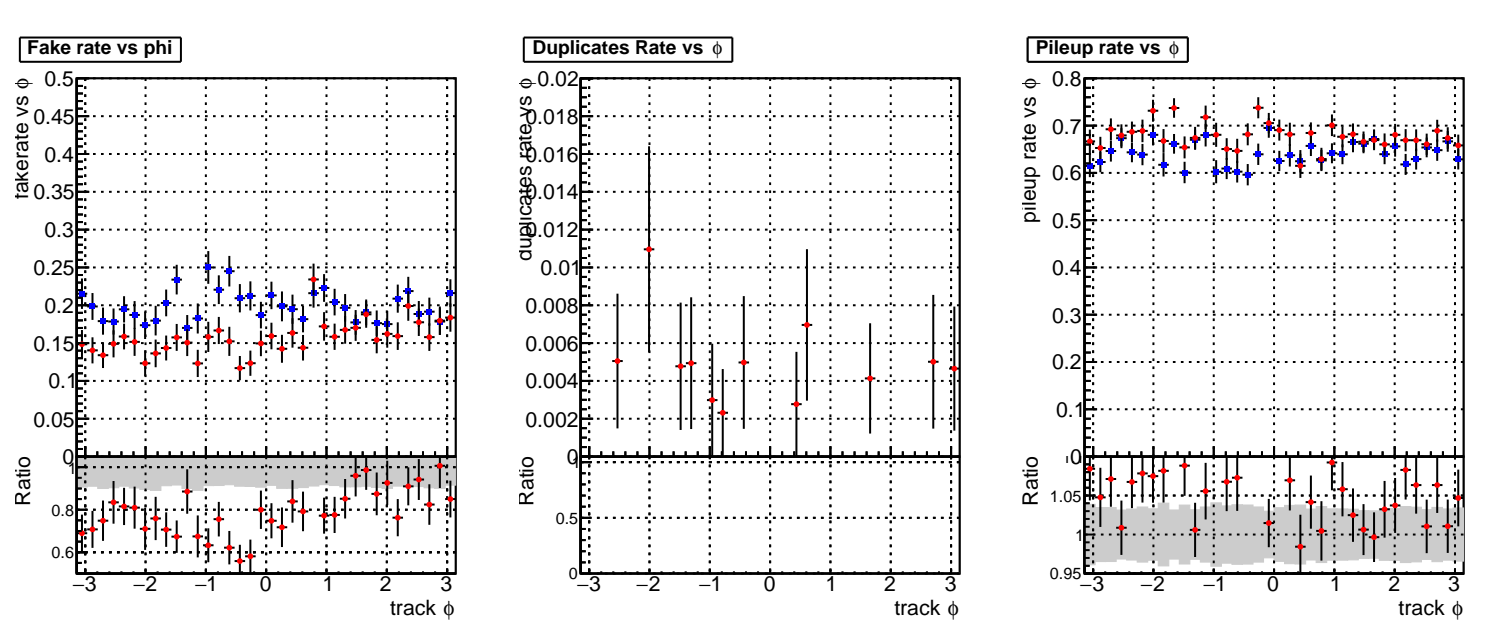 Fake rate vs phi
fakerate vs ϕ
0.5
0.45
0.4
0.35
0.3
0.25
0.2
0.15
0.1
0.05
0
Ratio
1
0.8
0.6
−3 −2 −1 0 1 2 3
track ϕ
Duplicates Rate vs ϕ
duplicates rate vs ϕ
0.02
0.018
0.016
0.014
0.012
0.01
0.008
0.006
0.004
0.002
0
Ratio
1
0.5
0
−3 −2 −1 0 1 2 3
track ϕ
Pileup rate vs ϕ
pileup rate vs ϕ
0.8
0.7
0.6
0.5
0.4
0.3
0.2
0.1
0
Ratio
1.05
1
0.95
−3 −2 −1 0 1 2 3
track ϕ